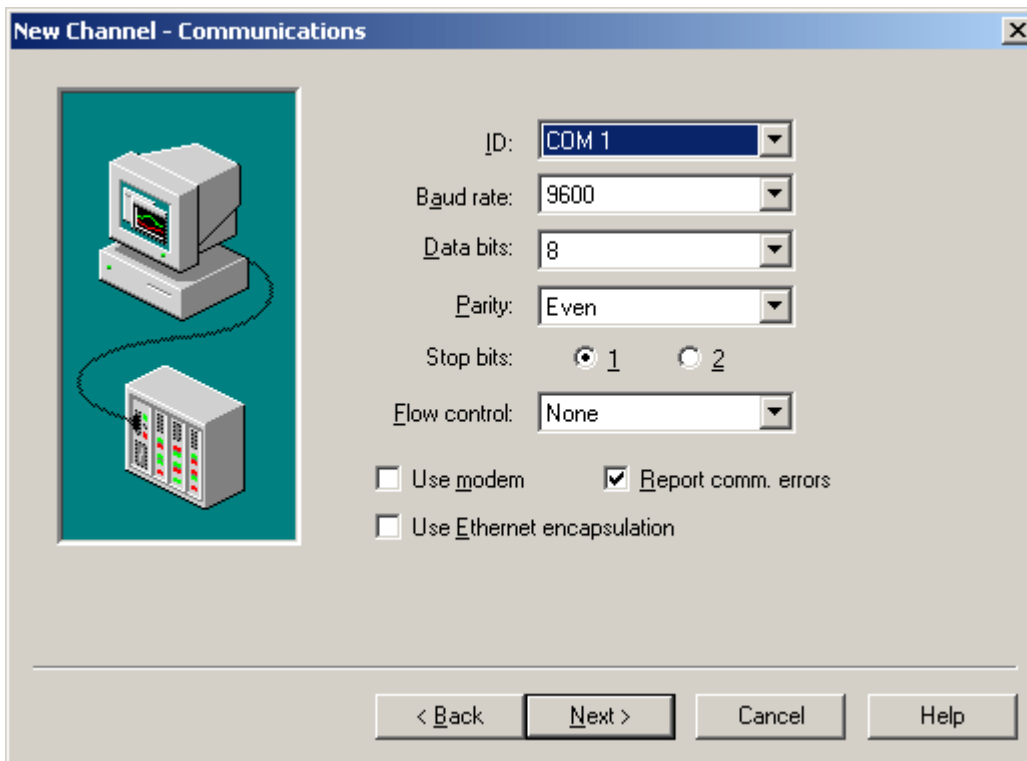 New Channel - Communications
ID: COM 1
Baud rate: 9600
Data bits: 8
Parity: Even
Stop bits: 1 2
Flow control: None
Use modem Report comm. errors
Use Ethernet encapsulation
< Back Next > Cancel Help